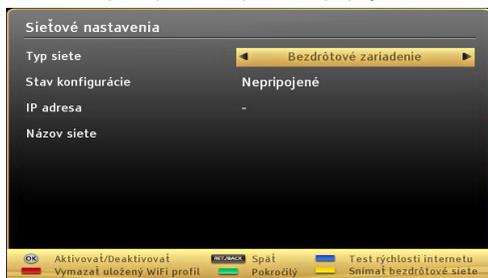 Sieťové nastavenia
Typ siete Bezdrôtové zariadenie
Stav konfigurácie Nepripojené
IP adresa -
Názov siete
OK Aktivovať/Deaktivovať RET/BACK Späť Test rýchlosti internetu
Vymazať uložený WiFi profil Pokročilý Snímať bezdrôtové siete